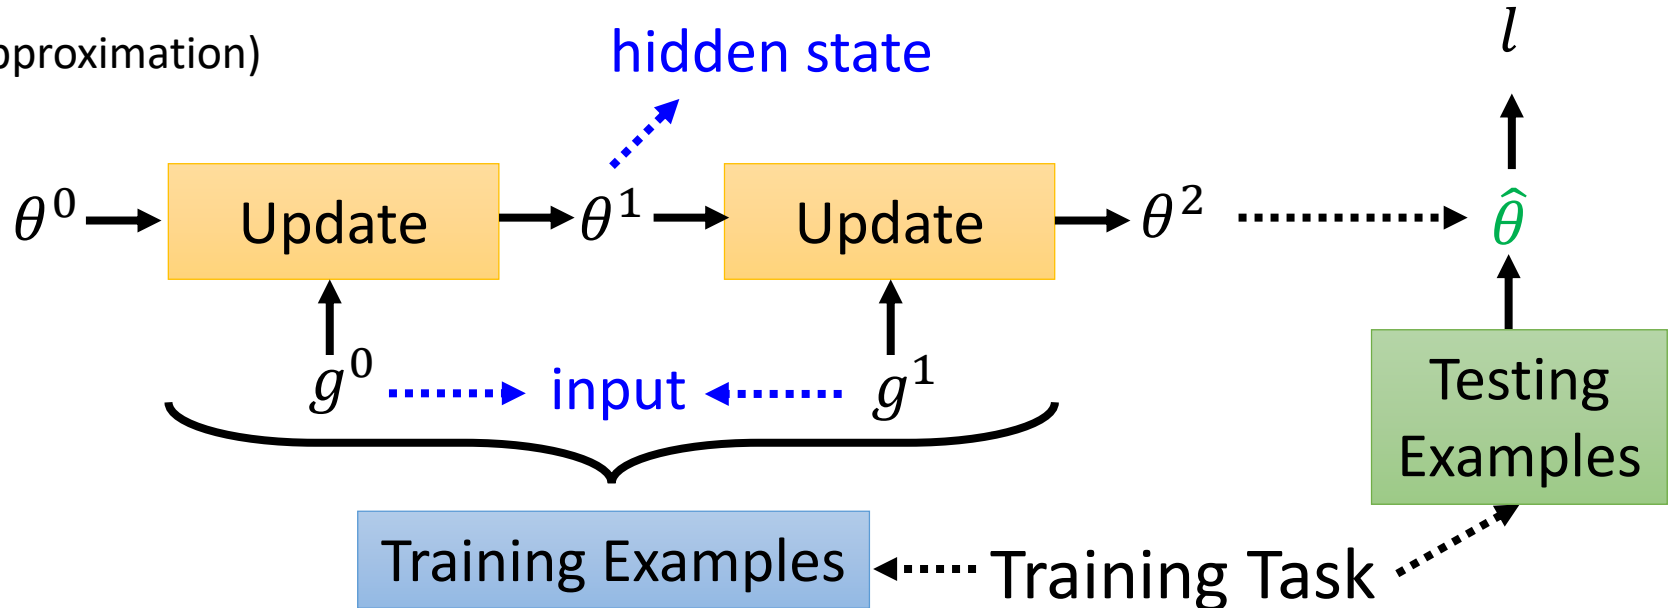 pproximation)
hidden state
l
θ⁰ Update θ¹ Update θ² θ̂
g⁰ input g¹
Testing
Examples
Training Examples Training Task